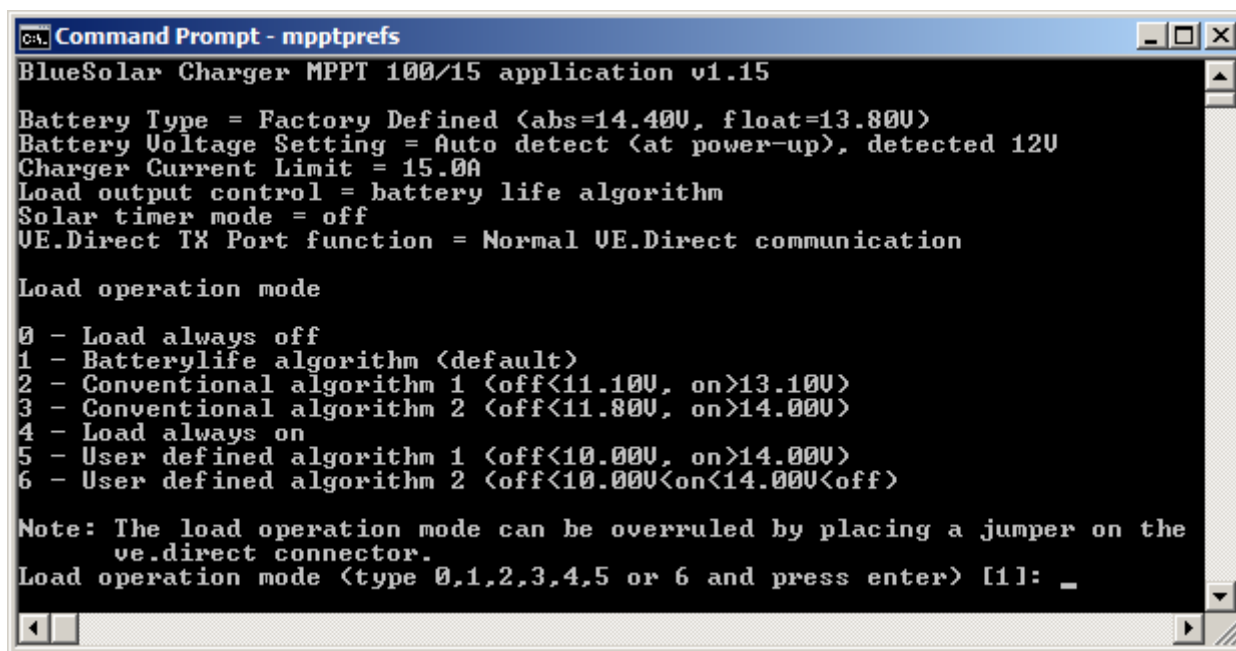 Command Prompt - mpptprefs
BlueSolar Charger MPPT 100/15 application v1.15
Battery Type = Factory Defined (abs=14.40V, float=13.80V)
Battery Voltage Setting = Auto detect (at power-up), detected 12V
Charger Current Limit = 15.0A
Load output control = battery life algorithm
Solar timer mode = off
VE.Direct TX Port function = Normal VE.Direct communication
Load operation mode
0 - Load always off
1 - Batterylife algorithm (default)
2 - Conventional algorithm 1 (off<11.10V, on>13.10V)
3 - Conventional algorithm 2 (off<11.80V, on>14.00V)
4 - Load always on
5 - User defined algorithm 1 (off<10.00V, on>14.00V)
6 - User defined algorithm 2 (off<10.00V<on<14.00V<off)
Note: The load operation mode can be overruled by placing a jumper on the
ve.direct connector.
Load operation mode (type 0,1,2,3,4,5 or 6 and press enter) [1]: _